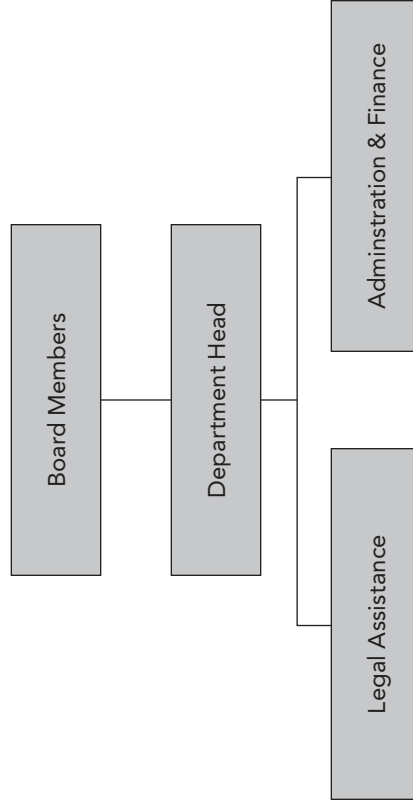 Board Members
Department Head
Legal Assistance
Adminstration & Finance